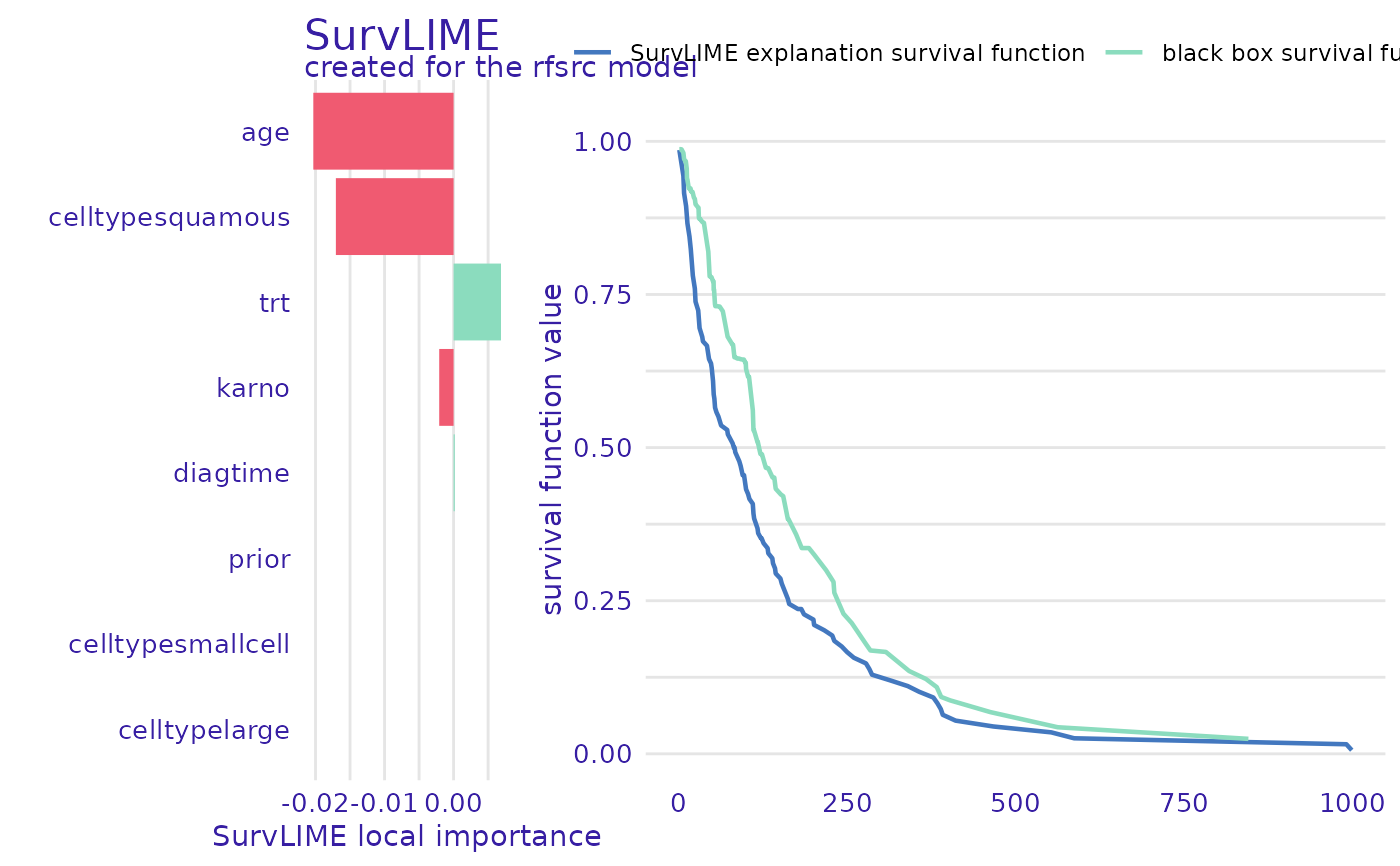 SurvLIME
created for the rfsrc model
SurvLIME explanation survival function
black box survival fu
age
celltypesquamous
trt
karno
diagtime
prior
celltypesmallcell
celltypelarge
-0.02 -0.01 0.00
SurvLIME local importance
survival function value
1.00
0.75
0.50
0.25
0.00
0 250 500 750 1000